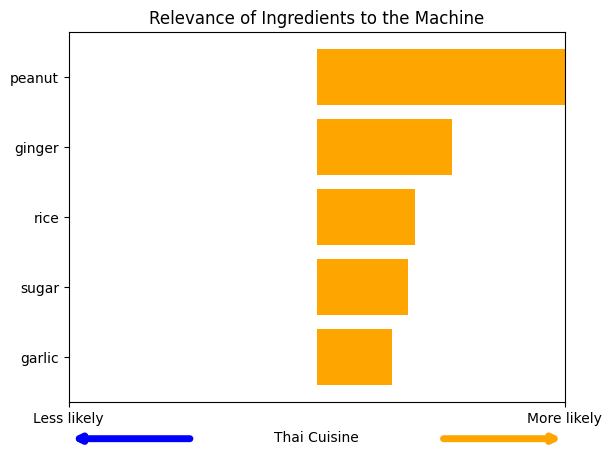 Relevance of Ingredients to the Machine
peanut
ginger
rice
sugar
garlic
Less likely
More likely
Thai Cuisine